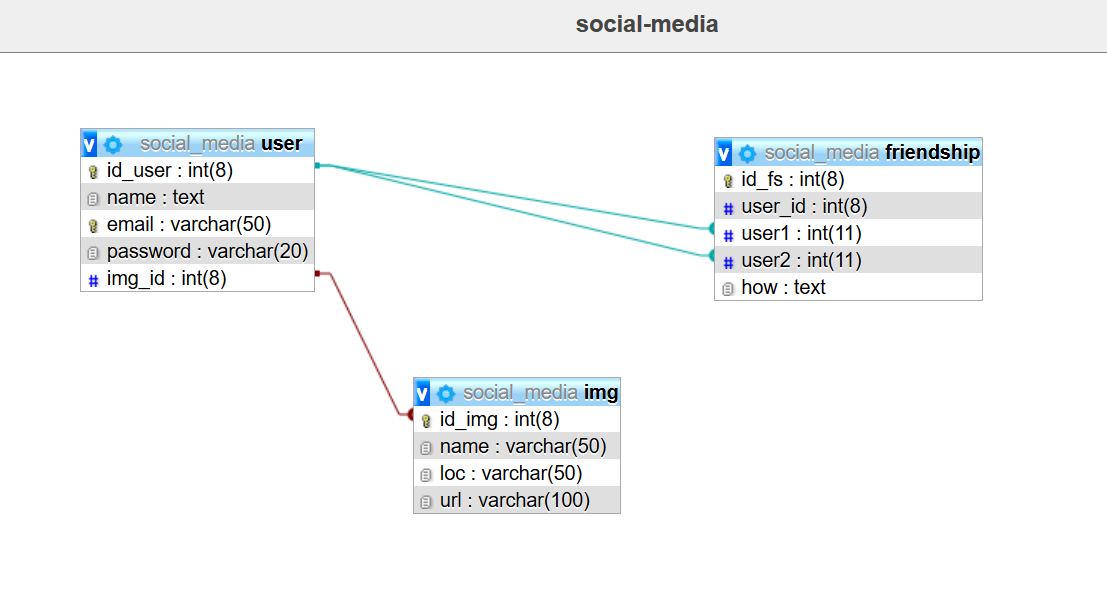 social-media
v social_media user
id_user : int(8)
name : text
email : varchar(50)
password : varchar(20)
# img_id : int(8)
v social_media friendship
id_fs : int(8)
# user_id : int(8)
# user1 : int(11)
# user2 : int(11)
how : text
v social_media img
id_img : int(8)
name : varchar(50)
loc : varchar(50)
url : varchar(100)